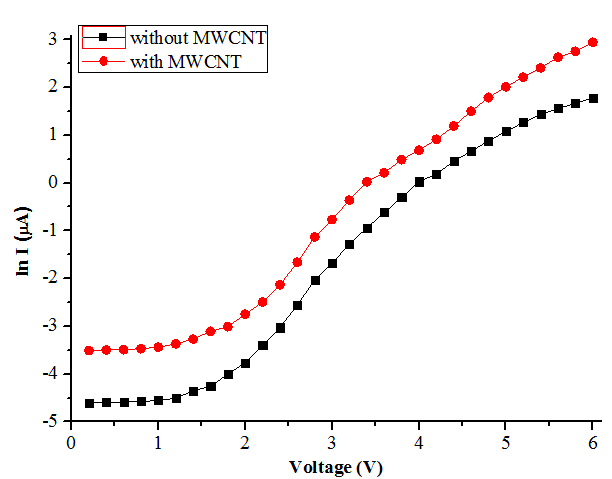 without MWCNT
with MWCNT
3
2
1
0
-1
-2
-3
-4
-5
ln I (μA)
0 1 2 3 4 5 6
Voltage (V)